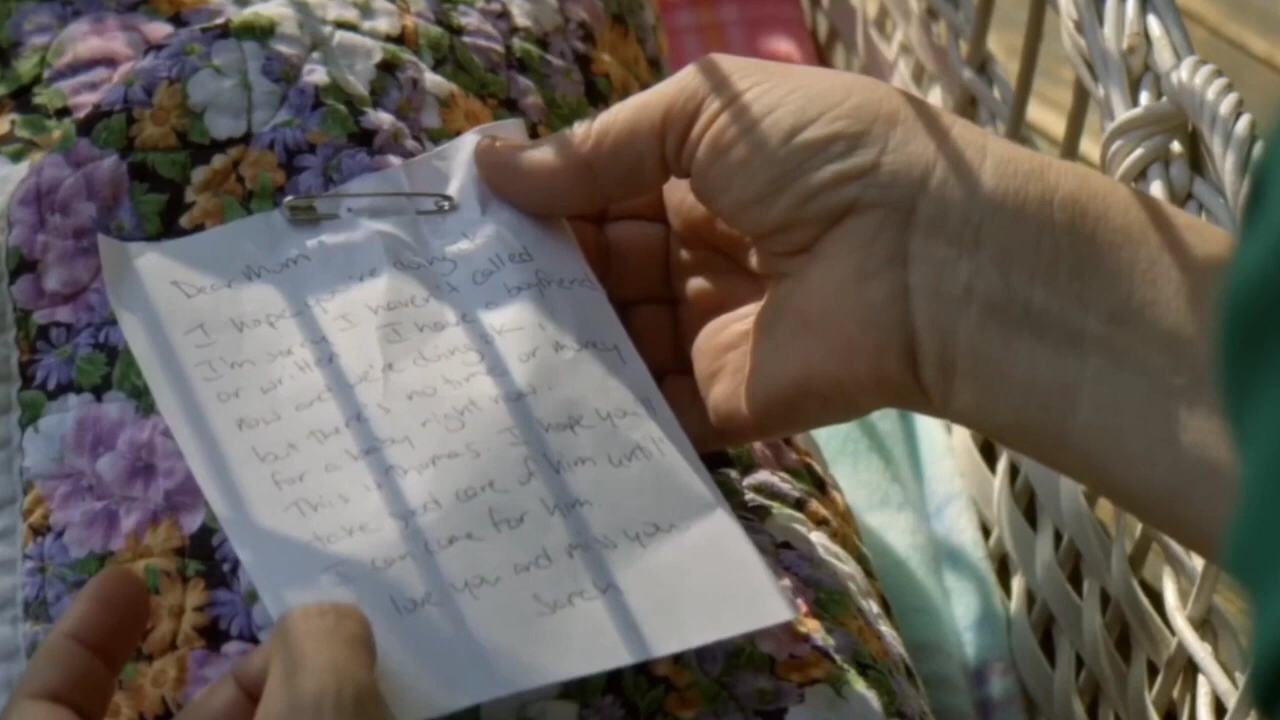 Dear Mum
I hope you're doing ok
I'm sorry I haven't called
or written. I have a boyfriend
now and we're doing ok
but there's no time or money
for a baby right now.
This is Thomas. I hope you'll
take good care of him until
I can come for him.
love you and miss you
Sarah